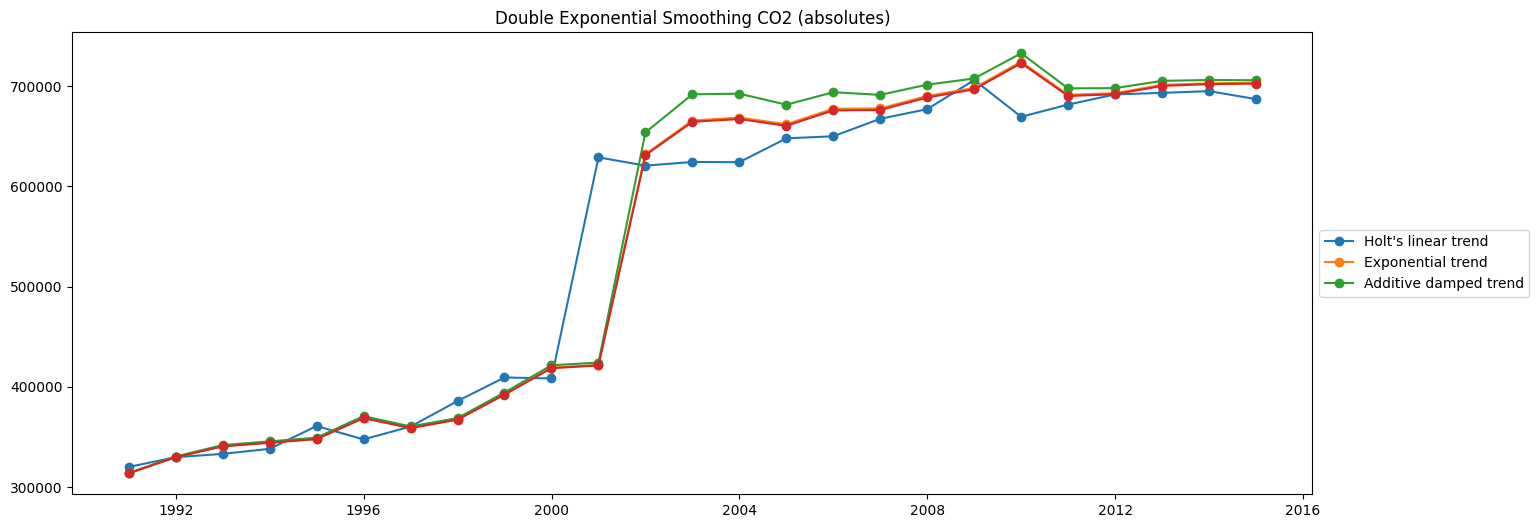 Double Exponential Smoothing CO2 (absolutes)
700000
600000
500000
400000
300000
1992 1996 2000 2004 2008 2012 2016
Holt's linear trend
Exponential trend
Additive damped trend